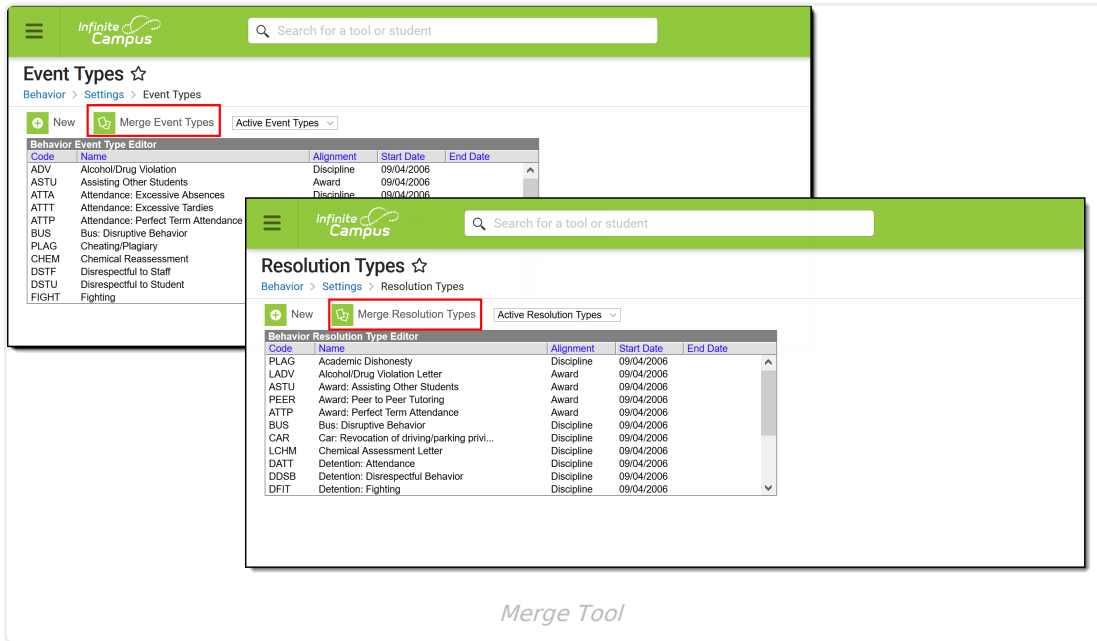 Infinite Campus
Search for a tool or student
Event Types
Behavior > Settings > Event Types
New Merge Event Types Active Event Types
Behavior Event Type Editor
Code Name Alignment Start Date End Date
ADV Alcohol/Drug Violation Discipline 09/04/2006
ASTU Assisting Other Students Award 09/04/2006
ATTA Attendance: Excessive Absences Discipline 09/04/2006
ATTT Attendance: Excessive Tardies
ATTP Attendance: Perfect Term Attendance
BUS Bus: Disruptive Behavior
PLAG Cheating/Plagiary
CHEM Chemical Reassessment
DSTF Disrespectful to Staff
DSTU Disrespectful to Student
FIGHT Fighting
Infinite Campus
Search for a tool or student
Resolution Types
Behavior > Settings > Resolution Types
New Merge Resolution Types Active Resolution Types
Behavior Resolution Type Editor
Code Name Alignment Start Date End Date
PLAG Academic Dishonesty Discipline 09/04/2006
LADV Alcohol/Drug Violation Letter Award 09/04/2006
ASTU Award: Assisting Other Students Award 09/04/2006
PEER Award: Peer to Peer Tutoring Award 09/04/2006
ATTP Award: Perfect Term Attendance Award 09/04/2006
BUS Bus: Disruptive Behavior Discipline 09/04/2006
CAR Car: Revocation of driving/parking privi... Discipline 09/04/2006
LCHM Chemical Assessment Letter Discipline 09/04/2006
DATT Detention: Attendance Discipline 09/04/2006
DDSB Detention: Disrespectful Behavior Discipline 09/04/2006
DFIT Detention: Fighting Discipline 09/04/2006
Merge Tool